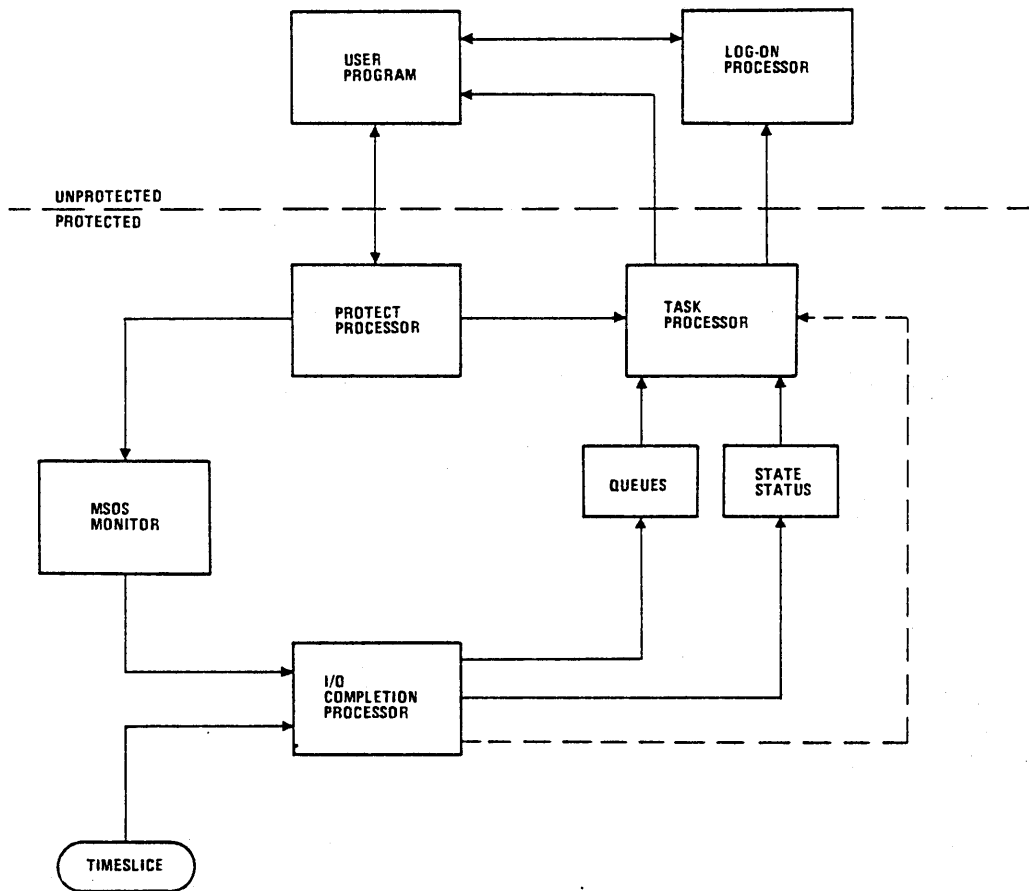 USER
PROGRAM
LOG-ON
PROCESSOR
UNPROTECTED
PROTECTED
PROTECT
PROCESSOR
TASK
PROCESSOR
MSOS
MONITOR
QUEUES
STATE
STATUS
I/O
COMPLETION
PROCESSOR
TIMESLICE